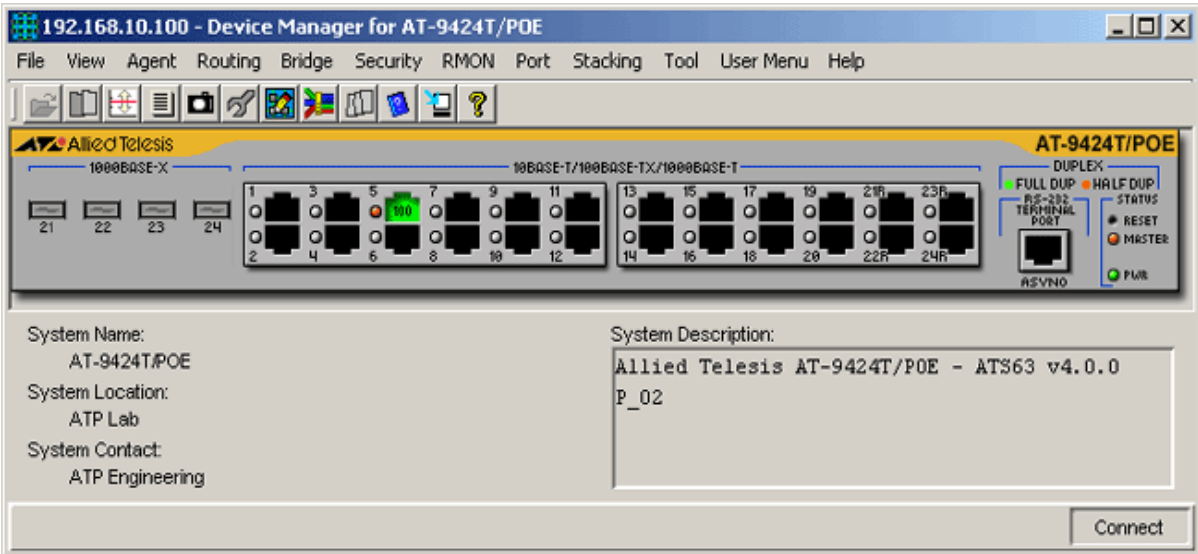 192.168.10.100 - Device Manager for AT-9424T/POE
File View Agent Routing Bridge Security RMON Port Stacking Tool User Menu Help
Allied Telesis
AT-9424T/POE
1000BASE-X
10BASE-T/100BASE-TX/1000BASE-T
DUPLEX
FULL DUP HALF DUP
1 3 5 7 9 11 13 15 17 19 21R 23R
100
RS-232 TERMINAL PORT
STATUS
RESET
MASTER
PWR
21 22 23 24
2 4 6 8 10 12 14 16 18 20 22R 24R
ASYNO
System Name:
AT-9424T/POE
System Location:
ATP Lab
System Contact:
ATP Engineering
System Description:
Allied Telesis AT-9424T/POE - ATS63 v4.0.0
P_02
Connect